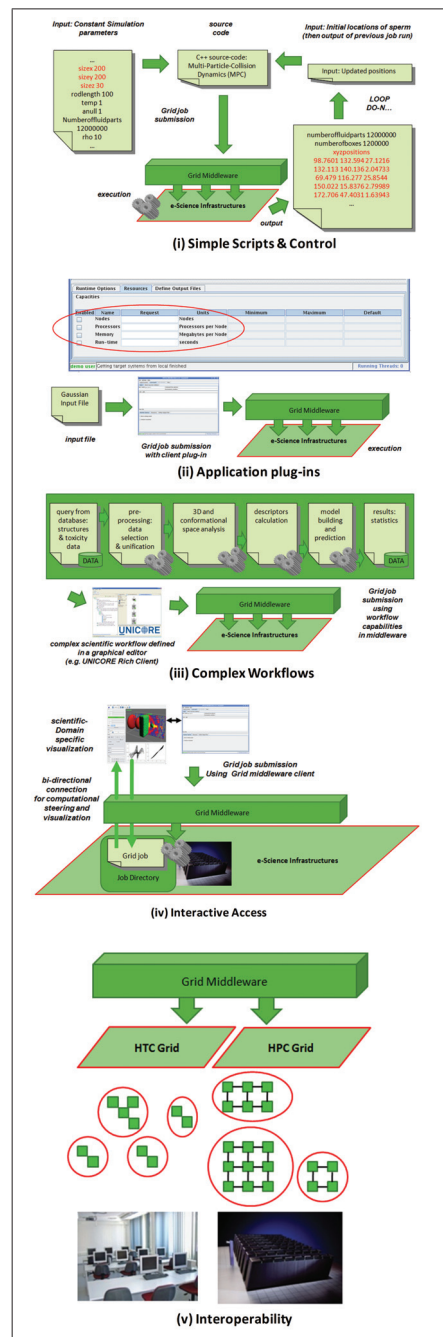 Input: Constant Simulation
parameters
source
code
Input: Initial locations of sperm
(then output of previous job run)
...
sizex 200
sizey 200
sizez 30
rodlength 100
temp 1
anull 1
Numberoffluidparts
12000000
rho 10
...
C++ source-code:
Multi-Particle-Collision
Dynamics (MPC)
Input: Updated positions
Grid job
submission
LOOP
DO-N...
numberoffluidparts 12000000
numberofboxes 1200000
xyzpositions
98.7601 132.594 27.1216
132.113 140.136 2.04733
69.479 116.277 25.8544
150.022 15.8376 2.79989
172.706 47.4031 1.63943
...
Grid Middleware
execution
e-Science Infrastructures
output
(i) Simple Scripts & Control
Runtime Options Resources Define Output Files
Capacities
Enabled Name Request Units Minimum Maximum Default
Nodes Nodes
Processors Processors per Node
Memory Megabytes per Node
Run-time seconds
demo user Getting target systems from local finished Running Threads: 0
Gaussian
Input File
input file
Grid job submission
with client plug-in
Grid Middleware
e-Science Infrastructures
execution
(ii) Application plug-ins
query from
database:
structures
& toxicity
data
DATA
pre-
processing:
data
selection
& unification
3D and
conformational
space analysis
descriptors
calculation
model
building
and
prediction
results:
statistics
DATA
UNICORE
complex scientific workflow defined
in a graphical editor
(e.g. UNICORE Rich Client)
Grid Middleware
e-Science Infrastructures
Grid job
submission
using
workflow
capabilities
in middleware
(iii) Complex Workflows
scientific-
Domain
specific
visualization
Grid job submission
Using Grid middleware client
bi-directional
connection
for computational
steering and
visualization
Grid Middleware
Grid job
Job Directory
e-Science Infrastructures
(iv) Interactive Access
Grid Middleware
HTC Grid
HPC Grid
(v) Interoperability